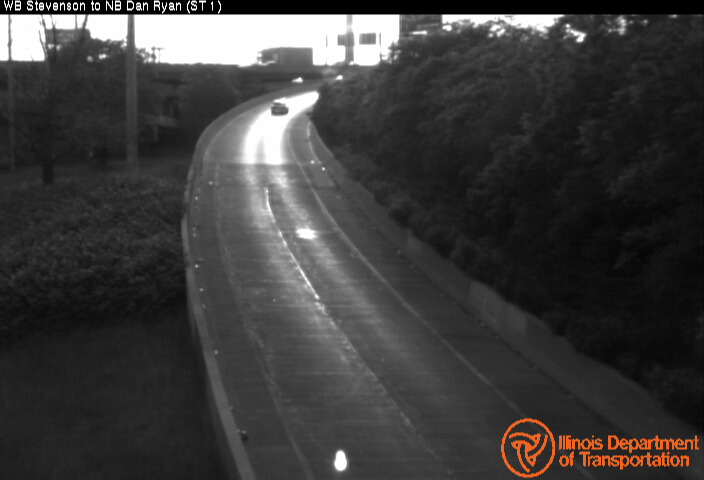 WB Stevenson to NB Dan Ryan (ST 1)
Illinois Department
of Transportation